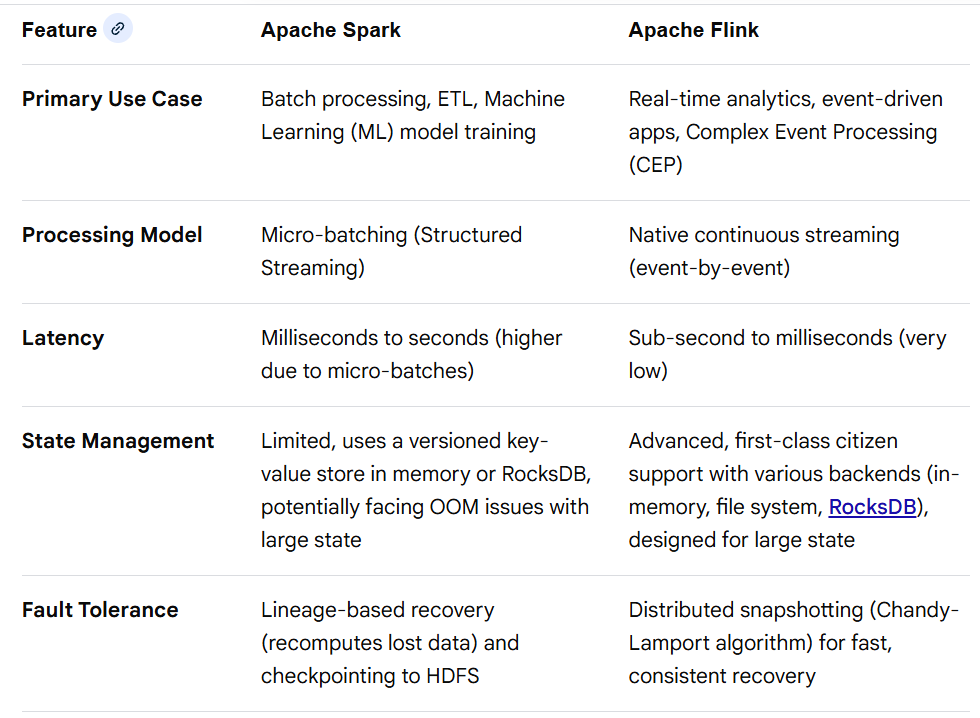 Feature Apache Spark Apache Flink
Primary Use Case
Batch processing, ETL, Machine
Learning (ML) model training
Real-time analytics, event-driven
apps, Complex Event Processing
(CEP)
Processing Model
Micro-batching (Structured
Streaming)
Native continuous streaming
(event-by-event)
Latency
Milliseconds to seconds (higher
due to micro-batches)
Sub-second to milliseconds (very
low)
State Management
Limited, uses a versioned key-
value store in memory or RocksDB,
potentially facing OOM issues with
large state
Advanced, first-class citizen
support with various backends (in-
memory, file system, RocksDB),
designed for large state
Fault Tolerance
Lineage-based recovery
(recomputes lost data) and
checkpointing to HDFS
Distributed snapshotting (Chandy-
Lamport algorithm) for fast,
consistent recovery